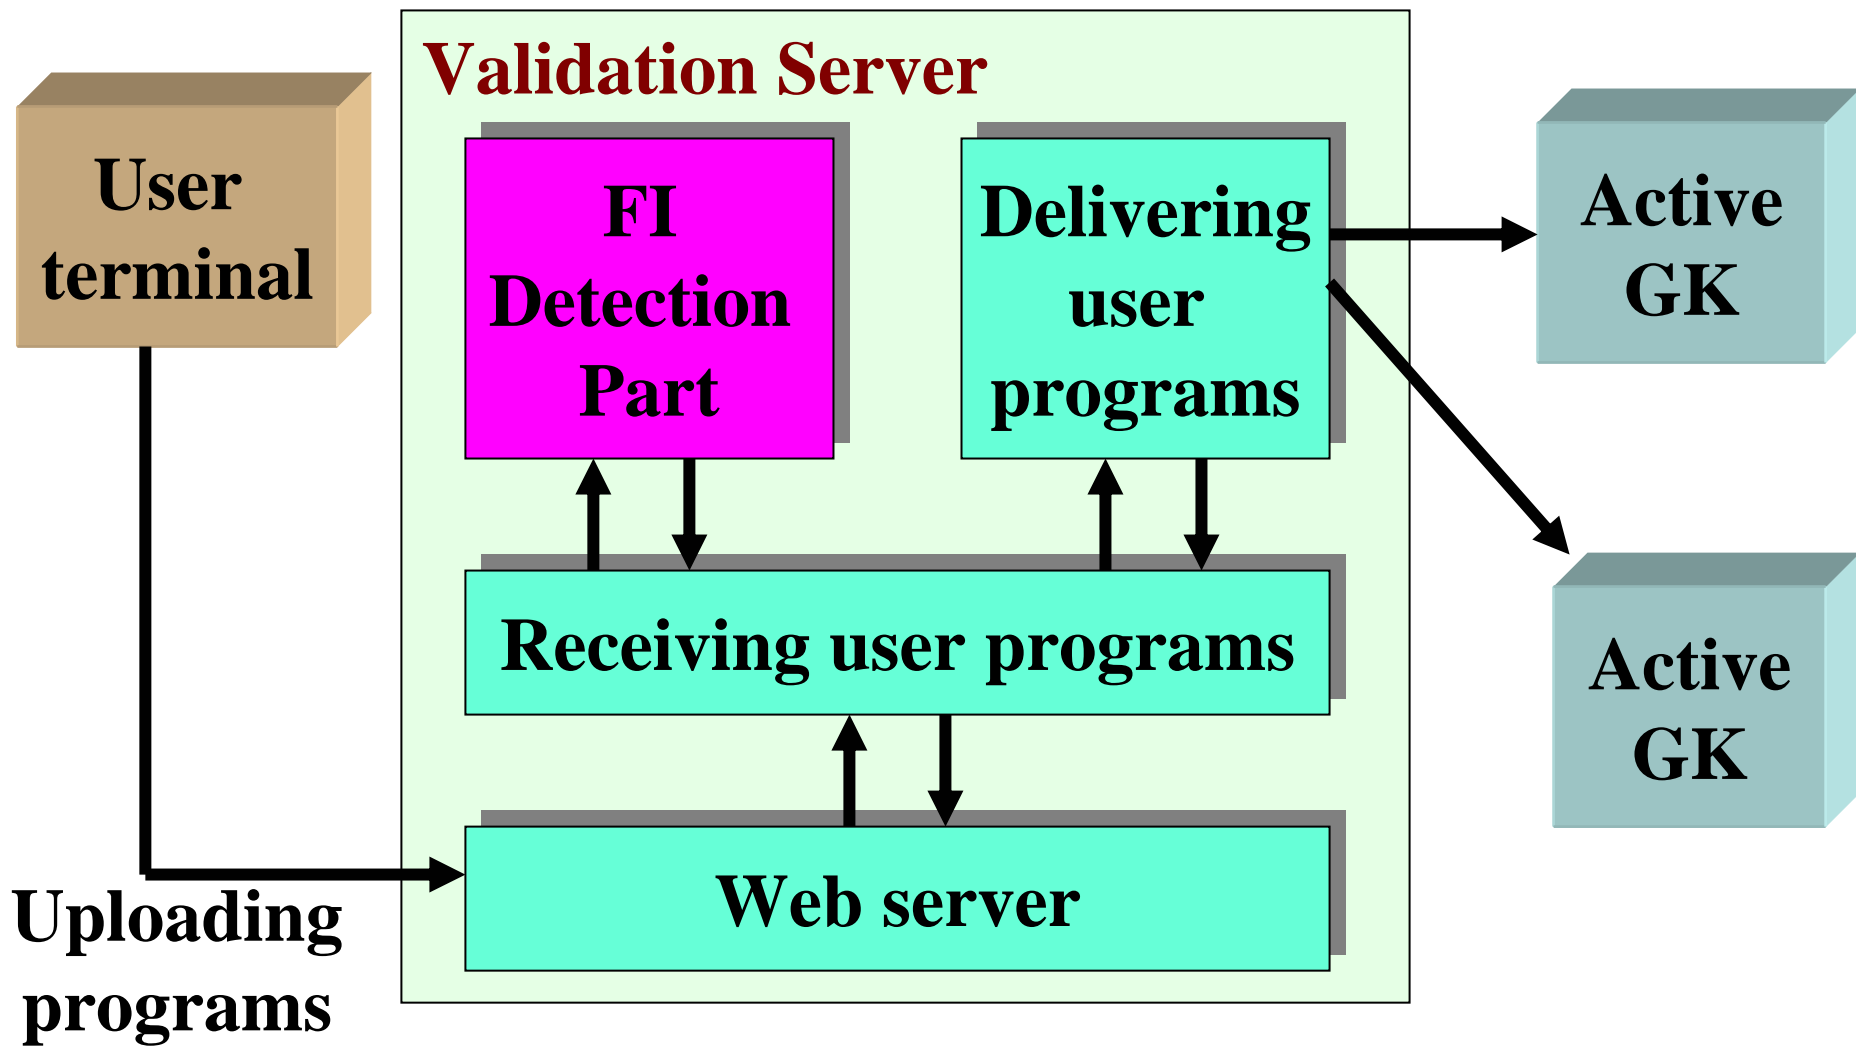 Validation Server
User
terminal
FI
Detection
Part
Delivering
user
programs
Active
GK
Receiving user programs
Active
GK
Web server
Uploading
programs